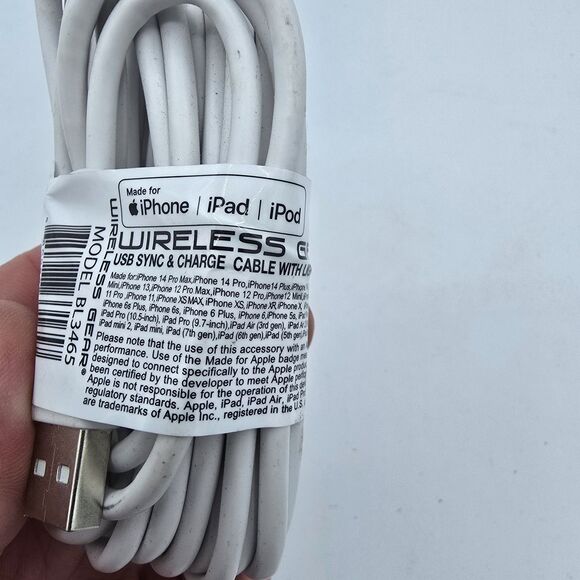 Made for
iPhone | iPad | iPod
WIRELESS
USB SYNC & CHARGE CABLE WITH
Made for:iPhone 14 Pro Max,iPhone 14 Pro,iPhone14 Plus,iPhone
Mini,iPhone13,iPhone 12 Pro Max,iPhone 12 Pro,iPhone12 Mini,
11 Pro,iPhone 11, iPhone XS MAX, iPhone XS, iPhone XR, iPhone X,
iPhone 6s Plus, iPhone 6s, iPhone 6 Plus, iPhone 6,iPhone 5s,
iPad Pro (10.5-inch), iPad Pro (9.7-inch), iPad Air (3rd gen), iPad Air
iPad mini 2, iPad mini, iPad (7th gen), iPad (6th gen), iPad (5th gen),
Please note that the use of this accessory with an
performance. Use of the Made for Apple badge
designed to connect specifically to the Apple
been certified by the developer to meet Apple
Apple is not responsible for the operation of this
regulatory standards. Apple, iPad, iPad Air, iPad
are trademarks of Apple Inc., registered in the U.S.
WIRELESS GEAR®
MODEL BL3465